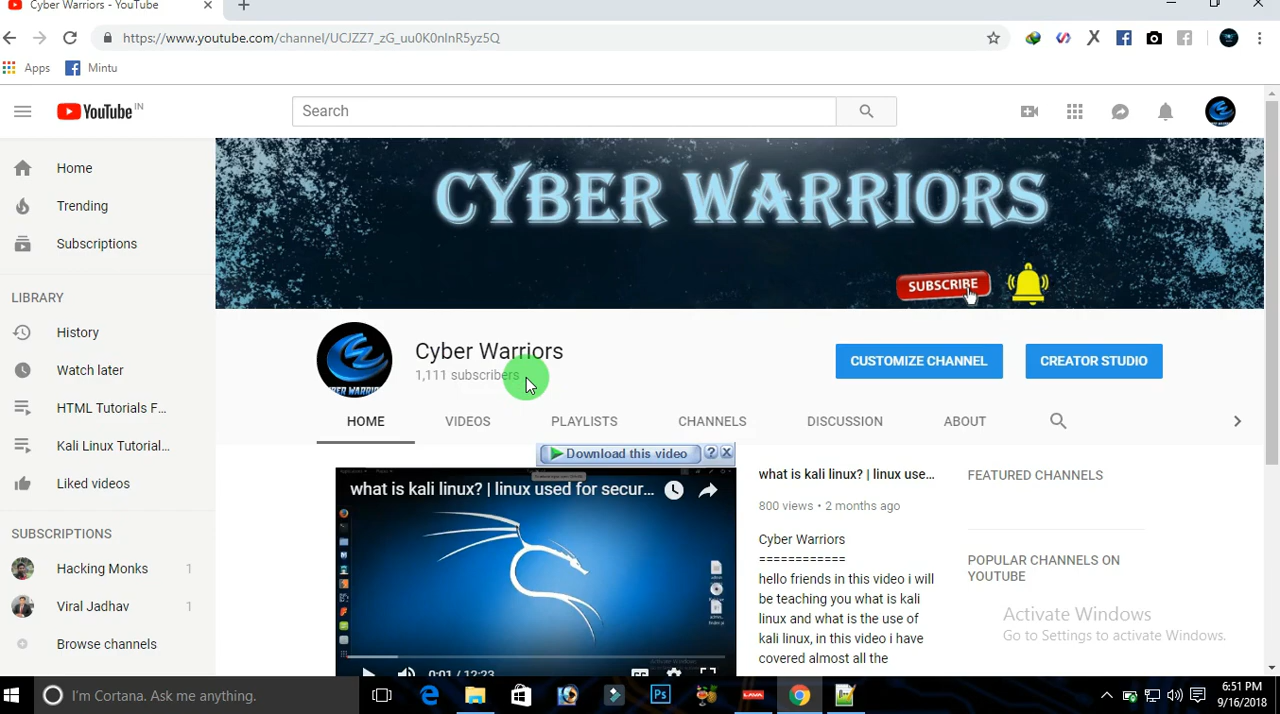 Cyber Warriors - YouTube
https://www.youtube.com/channel/UCJZZ7_zG_uu0K0nlnR5yz5Q
Apps
Mintu
YouTube IN
Search
Home
Trending
Subscriptions
LIBRARY
History
Watch later
HTML Tutorials F...
Kali Linux Tutorial...
Liked videos
SUBSCRIPTIONS
Hacking Monks 1
Viral Jadhav 1
Browse channels
CYBER WARRIORS
SUBSCRIBE
Cyber Warriors
1,111 subscribers
CUSTOMIZE CHANNEL
CREATOR STUDIO
HOME VIDEOS PLAYLISTS CHANNELS DISCUSSION ABOUT
Download this video
what is kali linux? | linux used for secur...
0:01 / 12:23
what is kali linux? | linux use...
800 views • 2 months ago
Cyber Warriors
============
hello friends in this video i will
be teaching you what is kali
linux and what is the use of
kali linux, in this video i have
covered almost all the
FEATURED CHANNELS
POPULAR CHANNELS ON
YOUTUBE
Activate Windows
Go to Settings to activate Windows.
I'm Cortana. Ask me anything.
Ps
LAVA
6:51 PM
9/16/2018